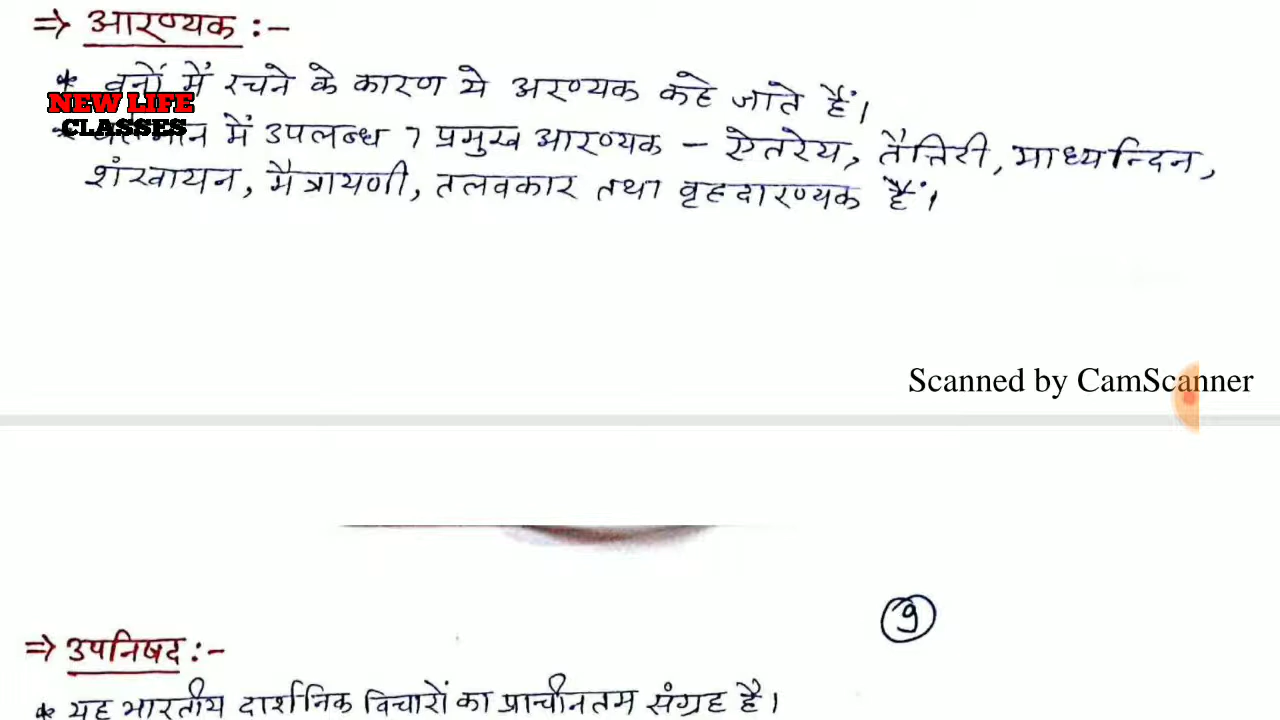 ⇒ आरण्यक :-
* वनों में रचने के कारण ये अरण्यक कहे जाते हैं।
NEW LIFE
CLASSES
में उपलब्ध 7 प्रमुख आरण्यक - ऐतरेय, तैत्तिरी, माध्यन्दिन,
शंखायन, मैत्रायणी, तलवकार तथा वृहदारण्यक हैं।
Scanned by CamScanner
9
⇒ उपनिषद :-
* यह भारतीय दार्शनिक विचारों का प्राचीनतम संग्रह है।